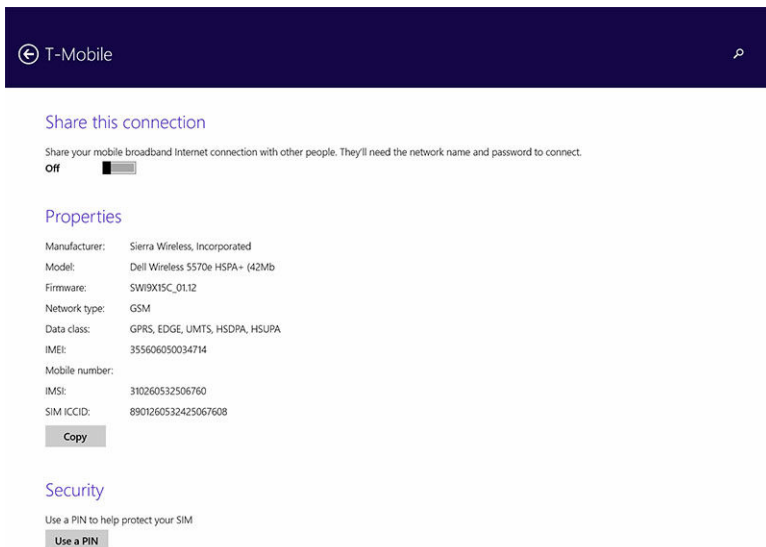 T-Mobile
Share this connection
Share your mobile broadband Internet connection with other people. They'll need the network name and password to connect.
Off
Properties
Manufacturer: Sierra Wireless, Incorporated
Model: Dell Wireless 5570e HSPA+ (42Mb
Firmware: SWI9X15C_01.12
Network type: GSM
Data class: GPRS, EDGE, UMTS, HSDPA, HSUPA
IMEI: 355606050034714
Mobile number:
IMSI: 310260532506760
SIM ICCID: 8901260532425067608
Copy
Security
Use a PIN to help protect your SIM
Use a PIN